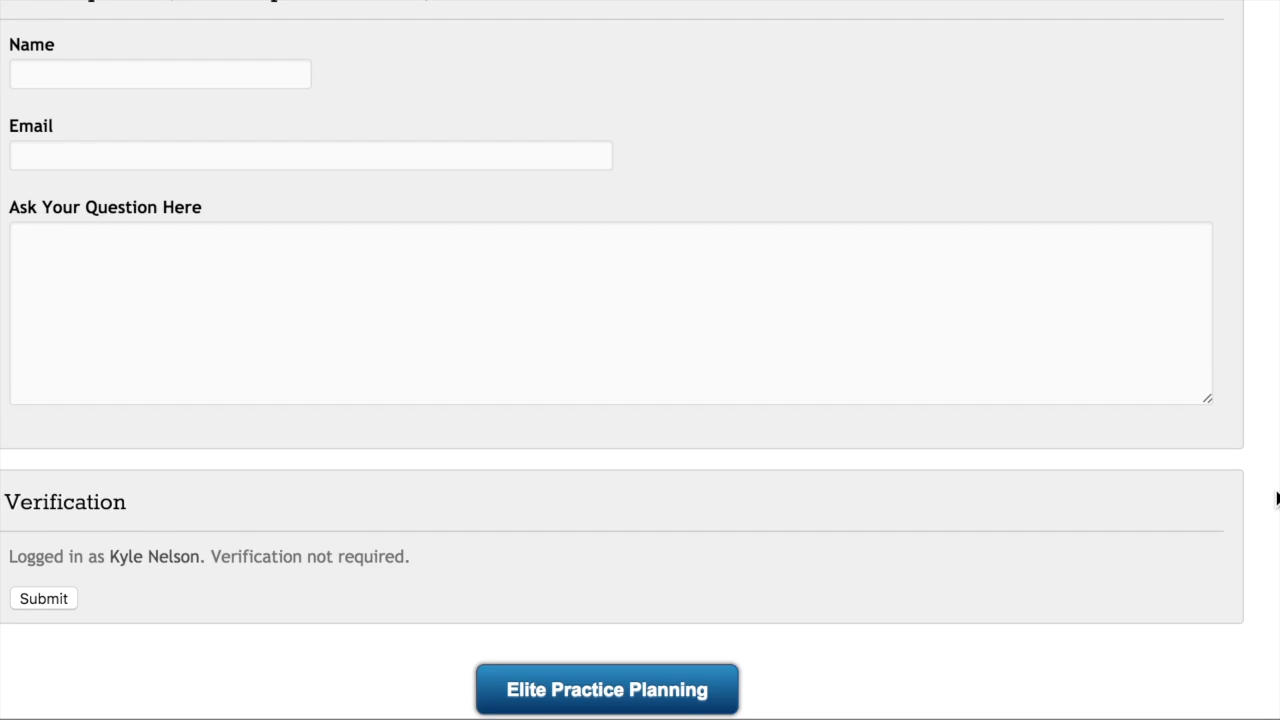 Name
Email
Ask Your Question Here
Verification
Logged in as Kyle Nelson. Verification not required.
Submit
Elite Practice Planning